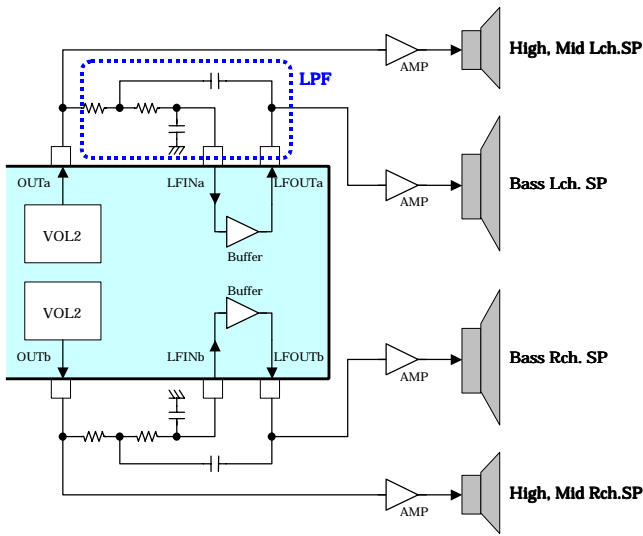 High, Mid Lch.SP
AMP
LPF
OUTa
LFINa
LFOUTa
AMP
Bass Lch. SP
VOL2
Buffer
VOL2
Buffer
OUTb
LFINb
LFOUTb
AMP
Bass Rch. SP
AMP
High, Mid Rch.SP